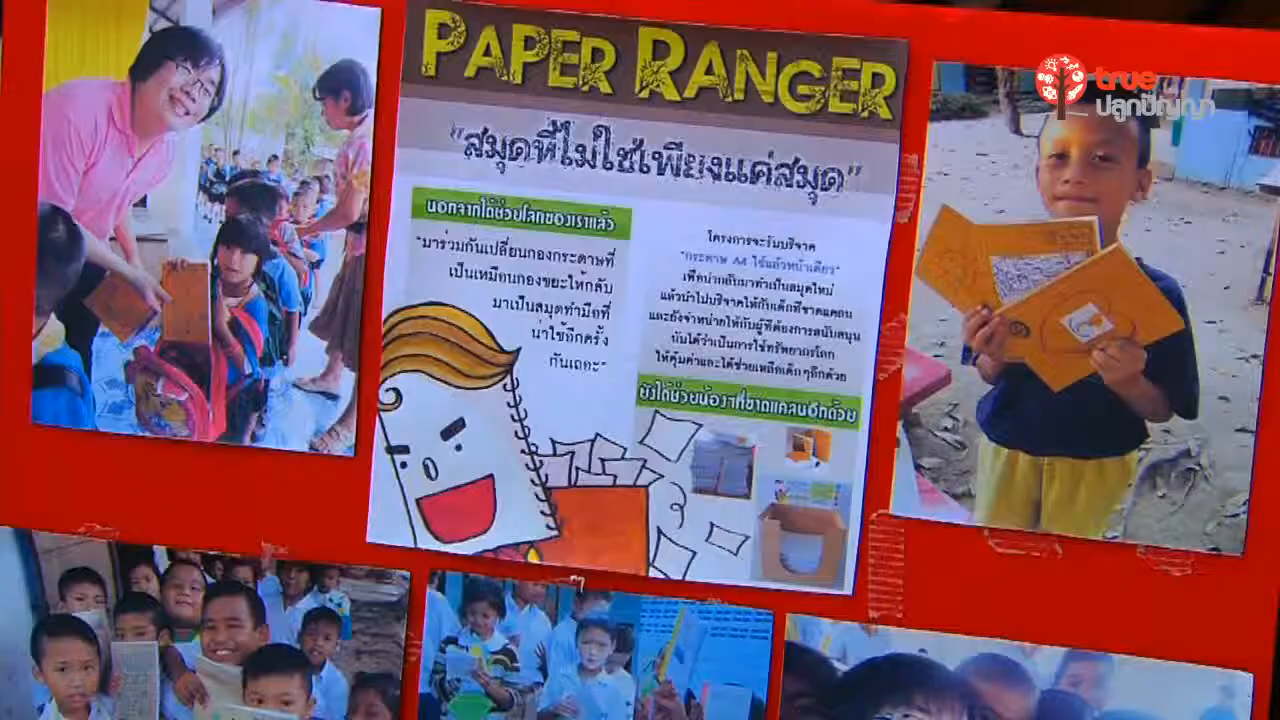 PAPER RANGER
"สมุดที่ไม่ใช่เพียงแค่สมุด"
นอกจากได้ช่วยโลกของเราแล้ว
"มาร่วมกันเปลี่ยนกองกระดาษที่
เป็นเหมือนกองขยะให้กลับ
มาเป็นสมุดทำมือที่
น่าใช้อีกครั้ง
กันเถอะ"
โครงการจะรับบริจาค
"กระดาษ A4 ใช้แล้วหน้าเดียว"
เพื่อนำกลับมาทำเป็นสมุดใหม่
แล้วนำไปบริจาคให้กับเด็กที่ขาดแคลน
และยังจำหน่ายให้กับผู้ที่ต้องการสนับสนุน
นับได้ว่าเป็นการใช้ทรัพยากรโลก
ให้คุ้มค่าและได้ช่วยเหลือเด็กๆอีกด้วย
ยังได้ช่วยน้องๆที่ขาดแคลนอีกด้วย
true
ปลูกปัญญา